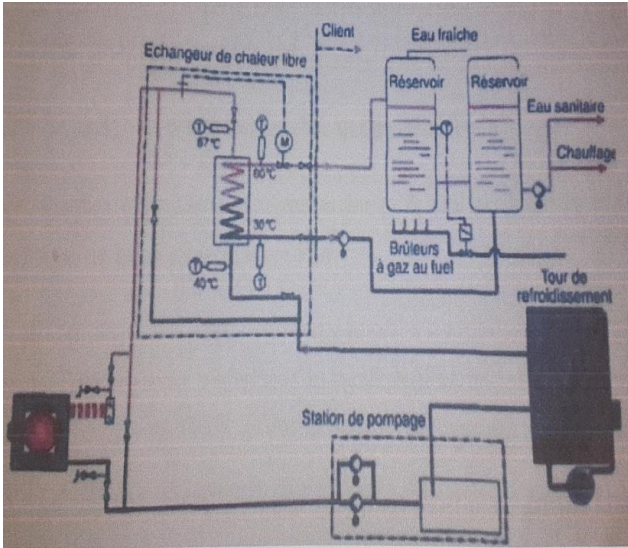 Client
Eau fraîche
Echangeur de chaleur libre
Réservoir
Réservoir
Eau sanitaire
Chauffage
T
T
M
67°C
60°C
T
30°C
T
40°C
T
Brûleurs
à gaz au fuel
Tour de
refroidissement
Station de pompage